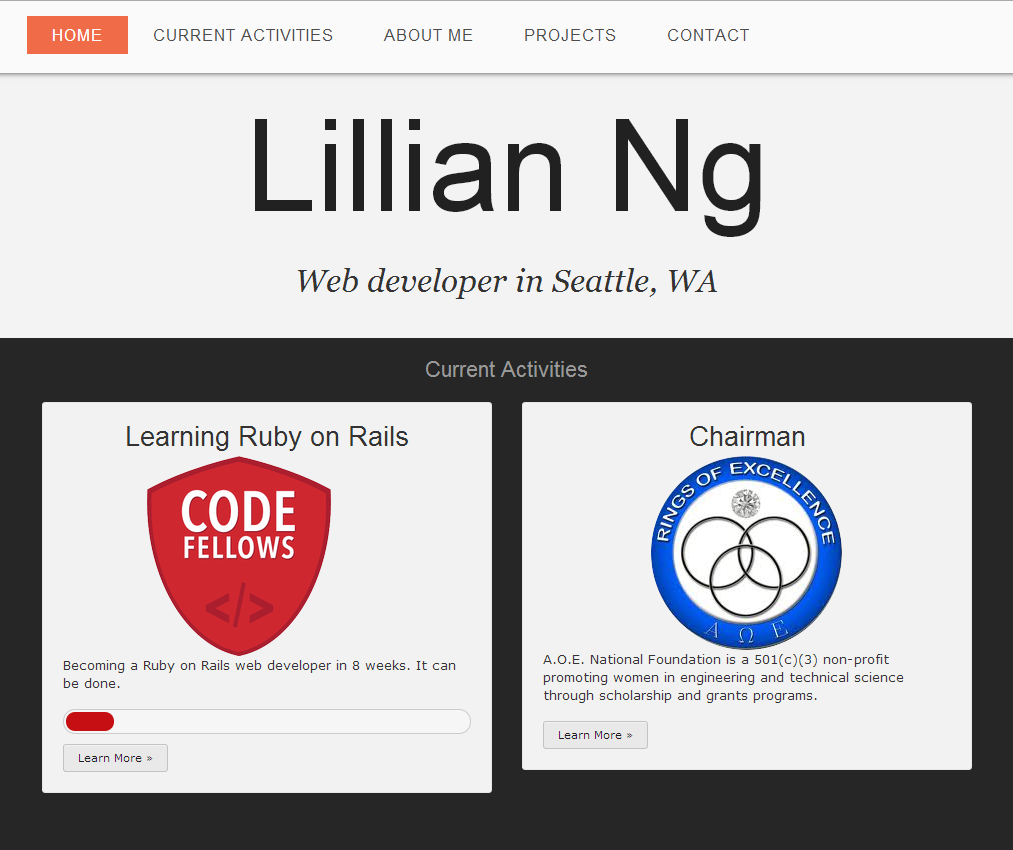 HOME CURRENT ACTIVITIES ABOUT ME PROJECTS CONTACT
Lillian Ng
Web developer in Seattle, WA
Current Activities
Learning Ruby on Rails
CODE
FELLOWS
</>
Becoming a Ruby on Rails web developer in 8 weeks. It can
be done.
Learn More »
Chairman
RINGS OF EXCELLENCE
Α Ω Ε
A.O.E. National Foundation is a 501(c)(3) non-profit
promoting women in engineering and technical science
through scholarship and grants programs.
Learn More »